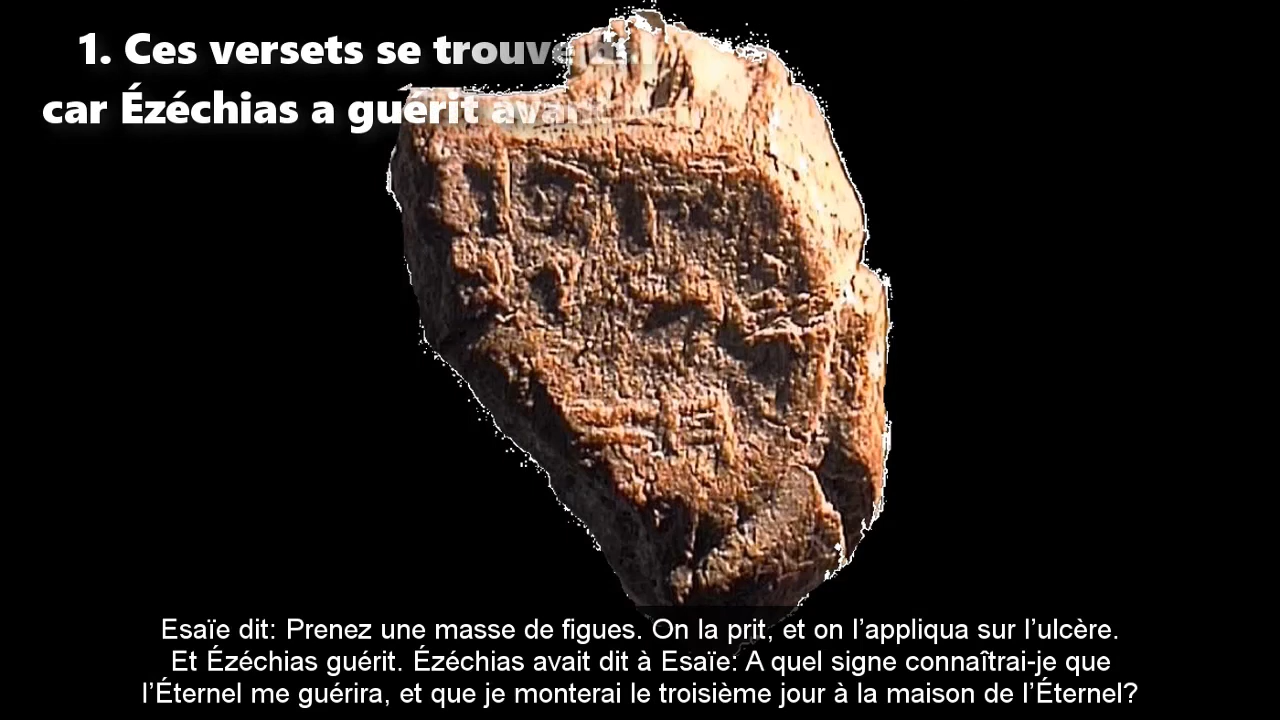 1. Ces versets se trouve
car Ézéchias a guérit avant
Esaïe dit: Prenez une masse de figues. On la prit, et on l’appliqua sur l’ulcère.
Et Ézéchias guérit. Ézéchias avait dit à Esaïe: A quel signe connaîtrai-je que
l’Éternel me guérira, et que je monterai le troisième jour à la maison de l’Éternel?